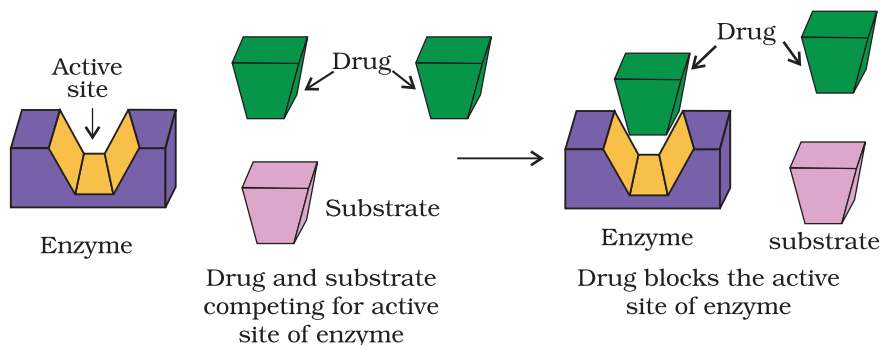 Active
site
Enzyme
Drug
Substrate
Drug and substrate
competing for active
site of enzyme
Drug
Enzyme
substrate
Drug blocks the active
site of enzyme